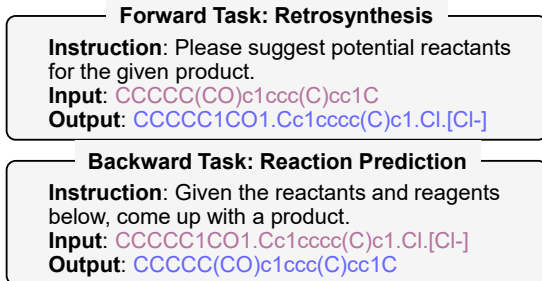 Forward Task: Retrosynthesis
Instruction: Please suggest potential reactants
for the given product.
Input: CCCCC(CO)c1ccc(C)cc1C
Output: CCCCC1CO1.Cc1cccc(C)c1.Cl.[Cl-]
Backward Task: Reaction Prediction
Instruction: Given the reactants and reagents
below, come up with a product.
Input: CCCCC1CO1.Cc1cccc(C)c1.Cl.[Cl-]
Output: CCCCC(CO)c1ccc(C)cc1C